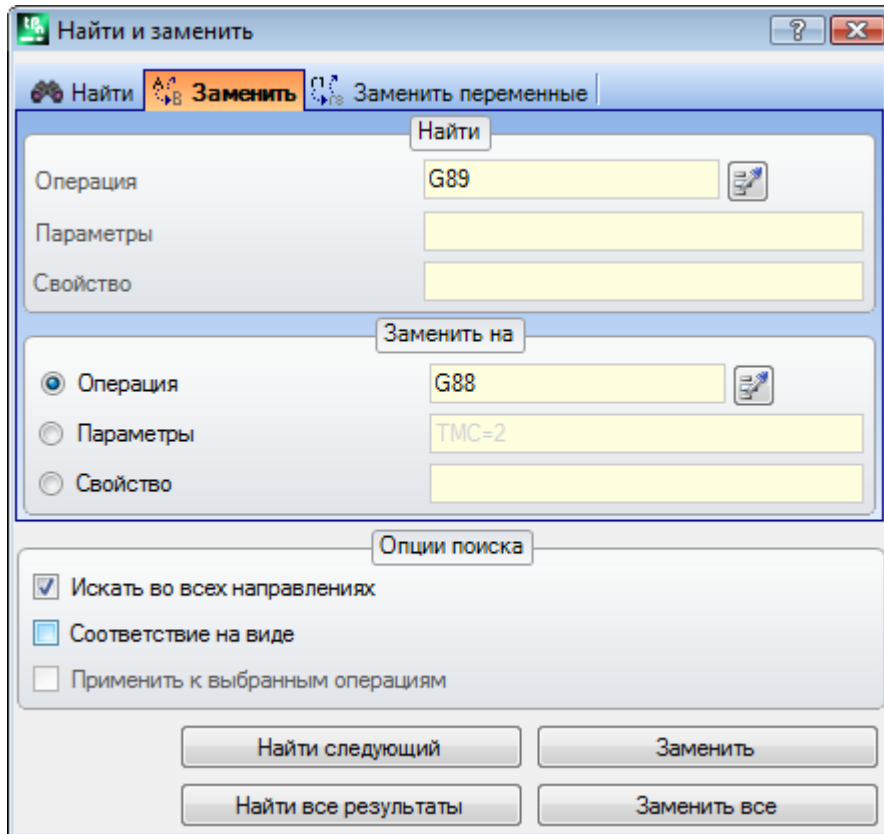 Найти и заменить
Найти Заменить Заменить переменные
Найти
Операция G89
Параметры
Свойство
Заменить на
Операция G88
Параметры TMC=2
Свойство
Опции поиска
Искать во всех направлениях
Соответствие на виде
Применить к выбранным операциям
Найти следующий Заменить
Найти все результаты Заменить все